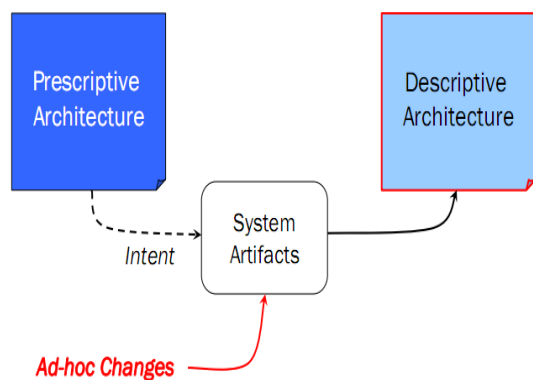 Prescriptive
Architecture
Descriptive
Architecture
System
Artifacts
Intent
Ad-hoc Changes